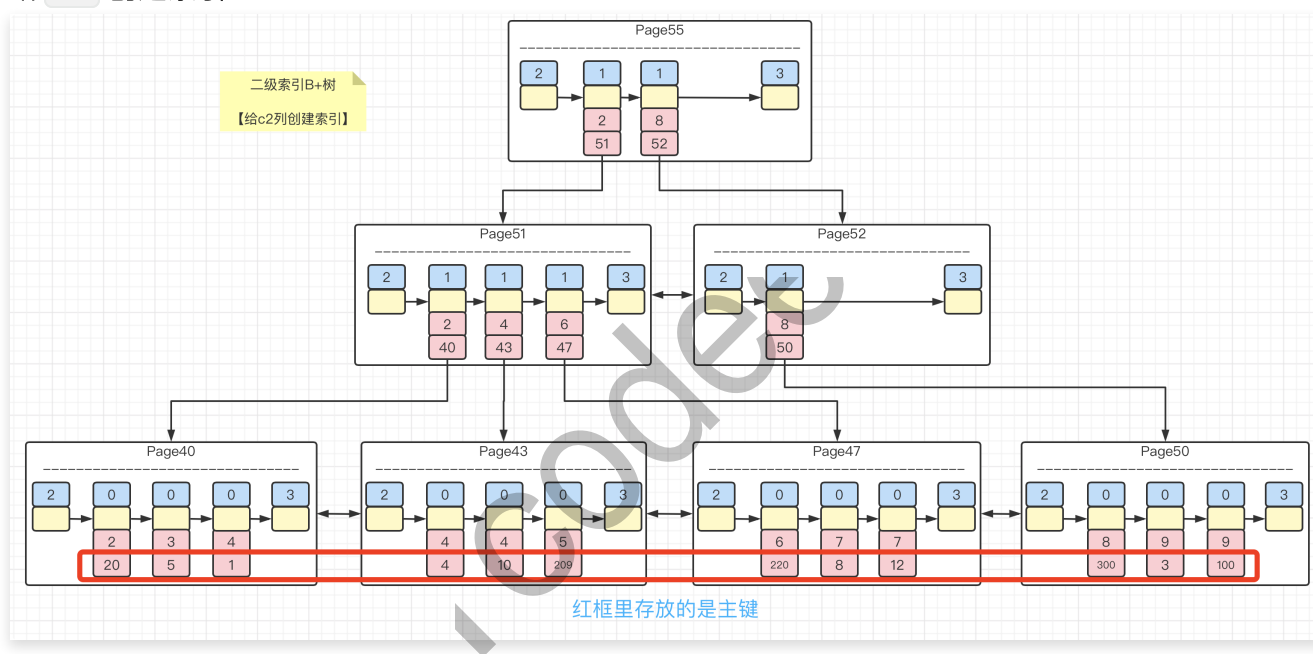 Page55
二级索引B+树
【给c2列创建索引】
2 1 1 3
2 8
51 52
Page51 Page52
2 1 1 1 3 2 1 3
2 4 6 8
40 43 47 50
Page40 Page43 Page47 Page50
2 0 0 0 3 2 0 0 0 3 2 0 0 0 3 2 0 0 0 3
2 3 4 4 4 5 6 7 7 8 9 9
20 5 1 4 10 209 220 8 12 300 3 100
红框里存放的是主键